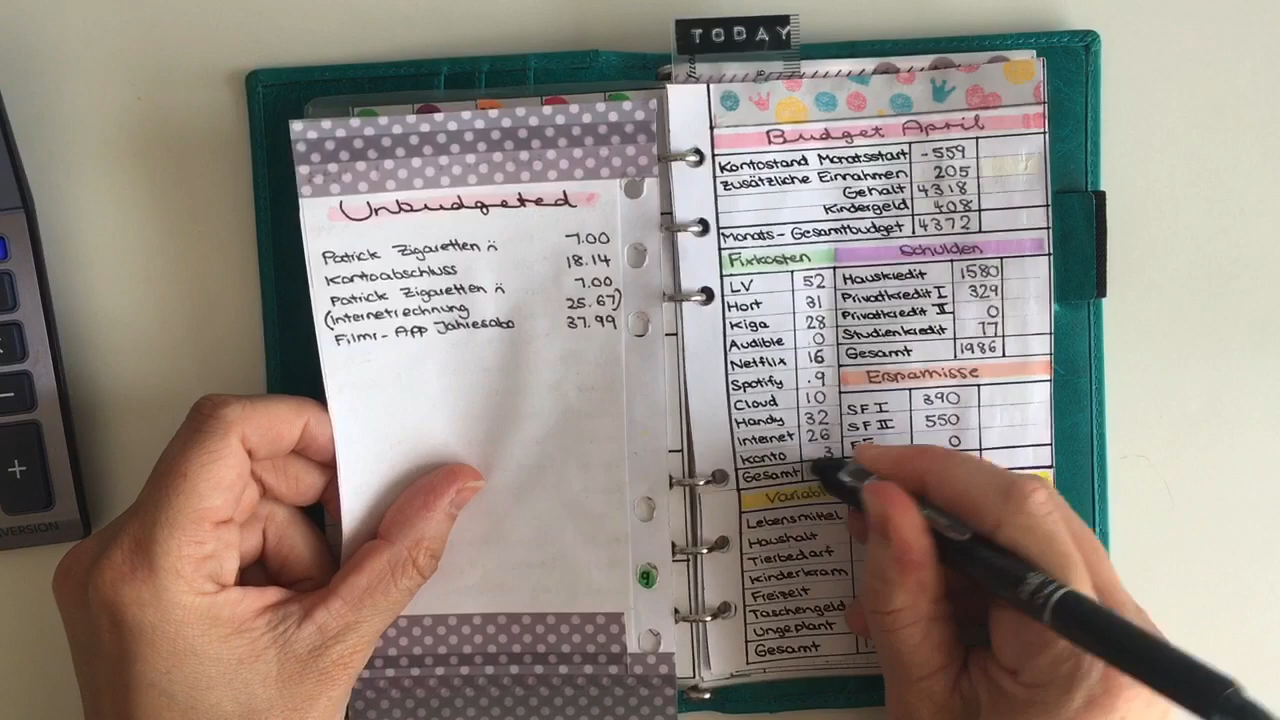 TODAY
Unbudgeted
Patrick Zigaretten ü 7.00
Kontoabschluss 18.14
Patrick Zigaretten ü 7.00
(Internetrechnung 25.67)
Filmr-App Jahresabo 37.99
9
Budget April
Kontostand Monatsstart -559
zusätzliche Einnahmen 205
Gehalt 4318
Kindergeld 408
Monats-Gesamtbudget 4372
Fixkosten
LV 52
Hort 31
Kiga 28
Audible 0
Netflix 16
Spotify .9
Cloud 10
Handy 32
Internet 26
Konto 3
Gesamt
Schulden
Hauskredit 1580
Privatkredit I 329
Privatkredit II 0
Studienkredit 77
Gesamt 1986
Ersparnisse
SF I 390
SF II 550
0
Variabl
Lebensmittel
Haushalt
Tierbedarf
Kinderkram
Freizeit
Taschengeld
Ungeplant
Gesamt
+
VERSION